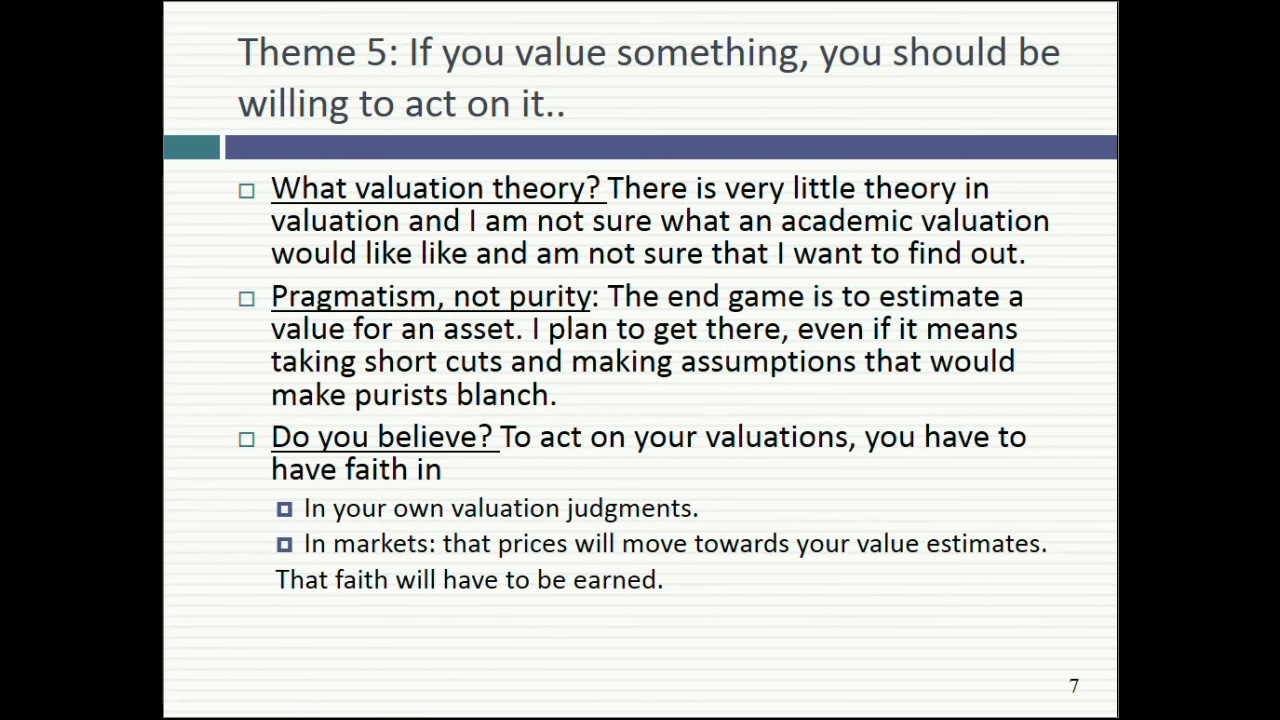 Theme 5: If you value something, you should be
willing to act on it..
What valuation theory? There is very little theory in
valuation and I am not sure what an academic valuation
would like like and am not sure that I want to find out.
Pragmatism, not purity: The end game is to estimate a
value for an asset. I plan to get there, even if it means
taking short cuts and making assumptions that would
make purists blanch.
Do you believe? To act on your valuations, you have to
have faith in
In your own valuation judgments.
In markets: that prices will move towards your value estimates.
That faith will have to be earned.
7